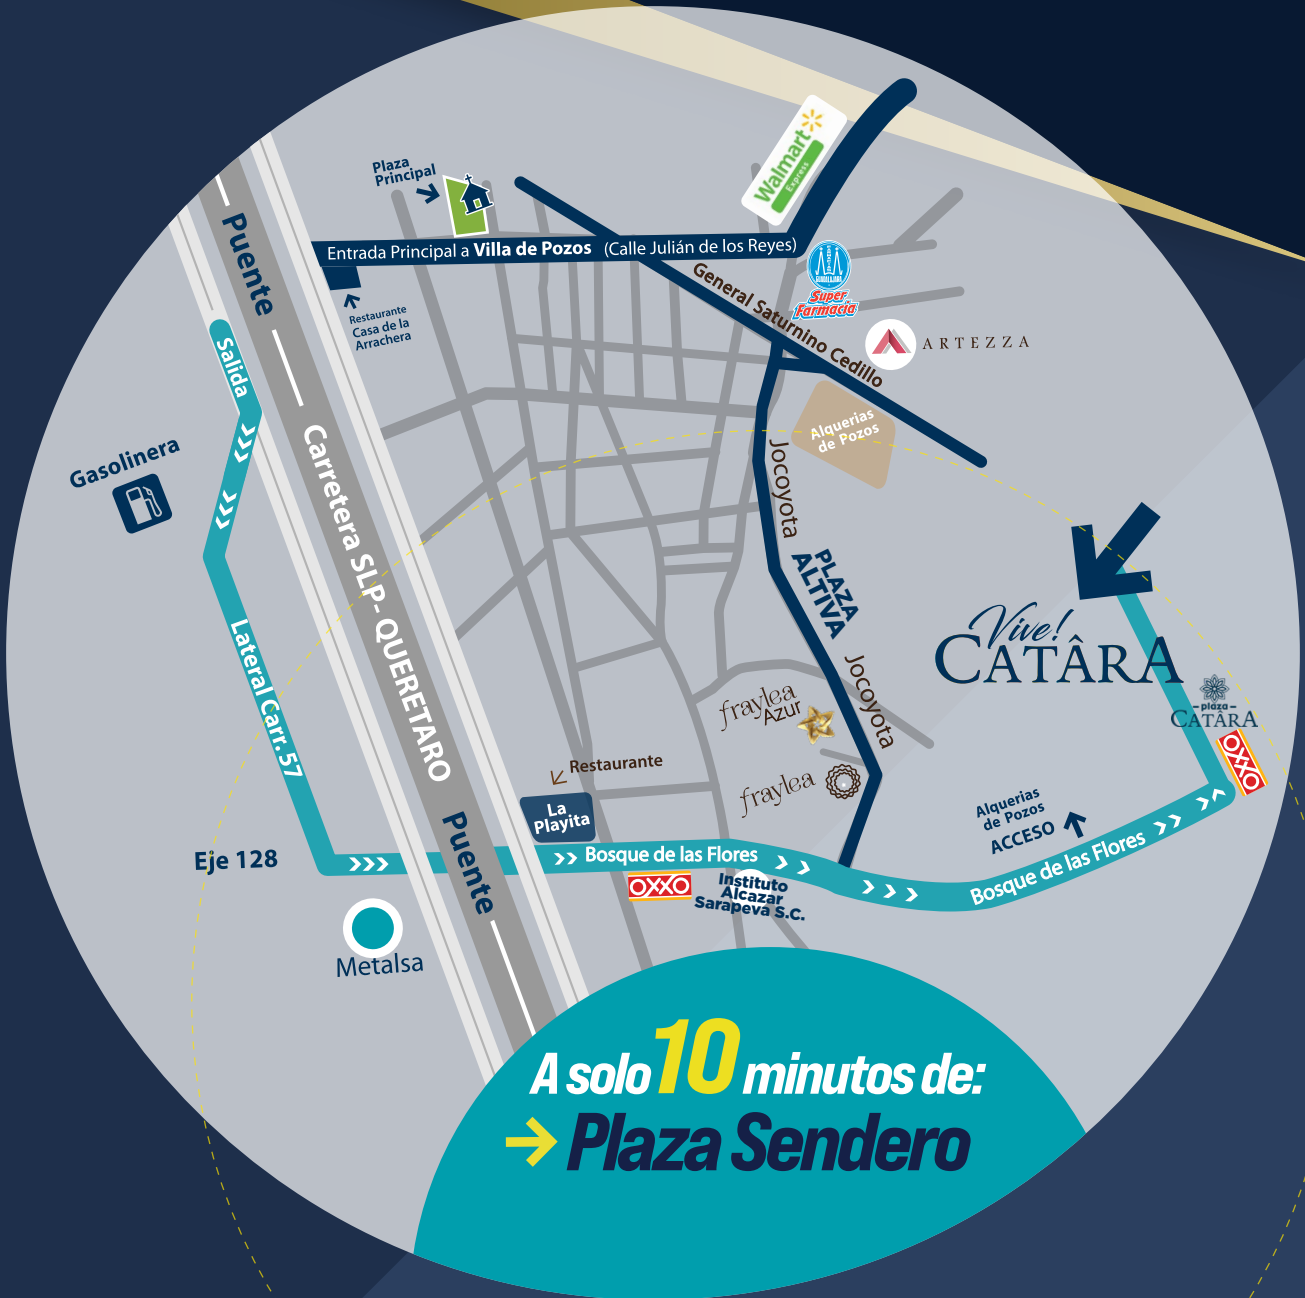 Walmart
Express
Plaza
Principal
Puente
Entrada Principal a Villa de Pozos (Calle Julián de los Reyes)
Restaurante
Casa de la
Arrachera
General Saturnino Cedillo
GUADALAJARA
Super
Farmacia
ARTEZZA
Salida
Alquerias
de Pozos
Gasolinera
Carretera SLP- QUERETARO
Jocoyota
PLAZA
ALTIVA
Vive!
CATÂRA
Lateral Carr. 57
Jocoyota
fraylea
Azur
plaza
CATÂRA
OXXO
Restaurante
fraylea
La
Playita
Alquerias
de Pozos
ACCESO
Puente
Eje 128
Bosque de las Flores
Bosque de las Flores
OXXO
Instituto
Alcazar
Sarapeva S.C.
Metalsa
A solo 10 minutos de:
Plaza Sendero